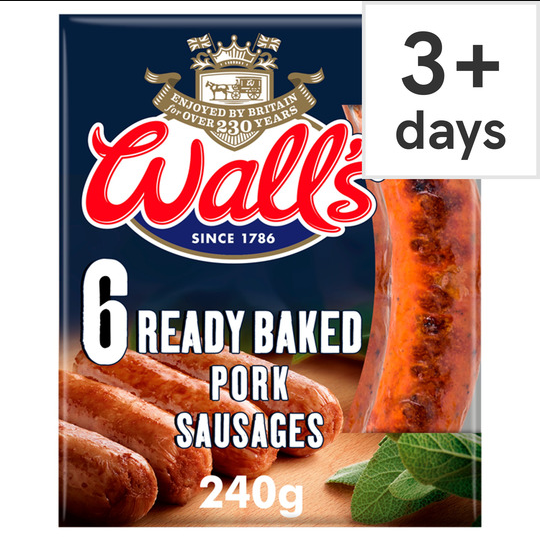 3+
days
ENJOYED BY BRITAIN
for OVER 230 YEARS
Wall's
SINCE 1786
6 READY BAKED
PORK
SAUSAGES
240g